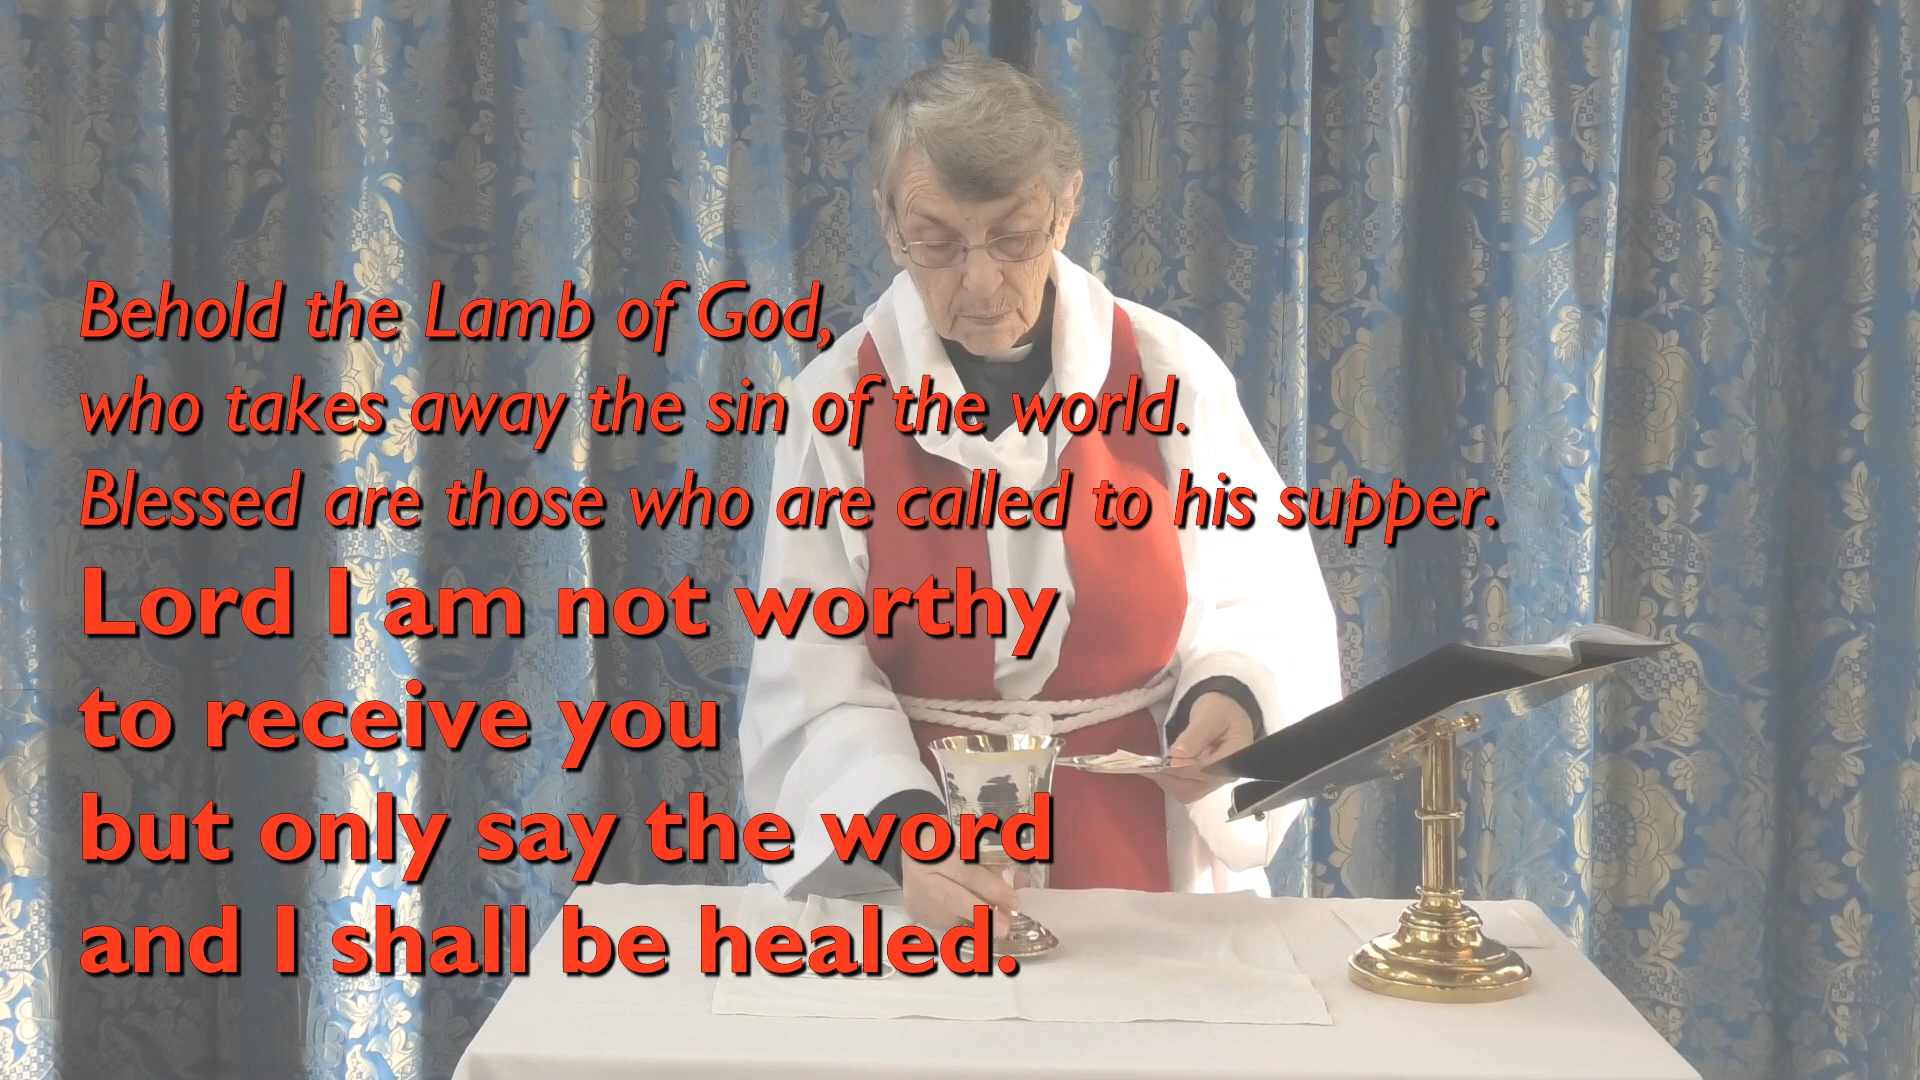 Behold the Lamb of God,
who takes away the sin of the world.
Blessed are those who are called to his supper.
Lord I am not worthy
to receive you
but only say the word
and I shall be healed.